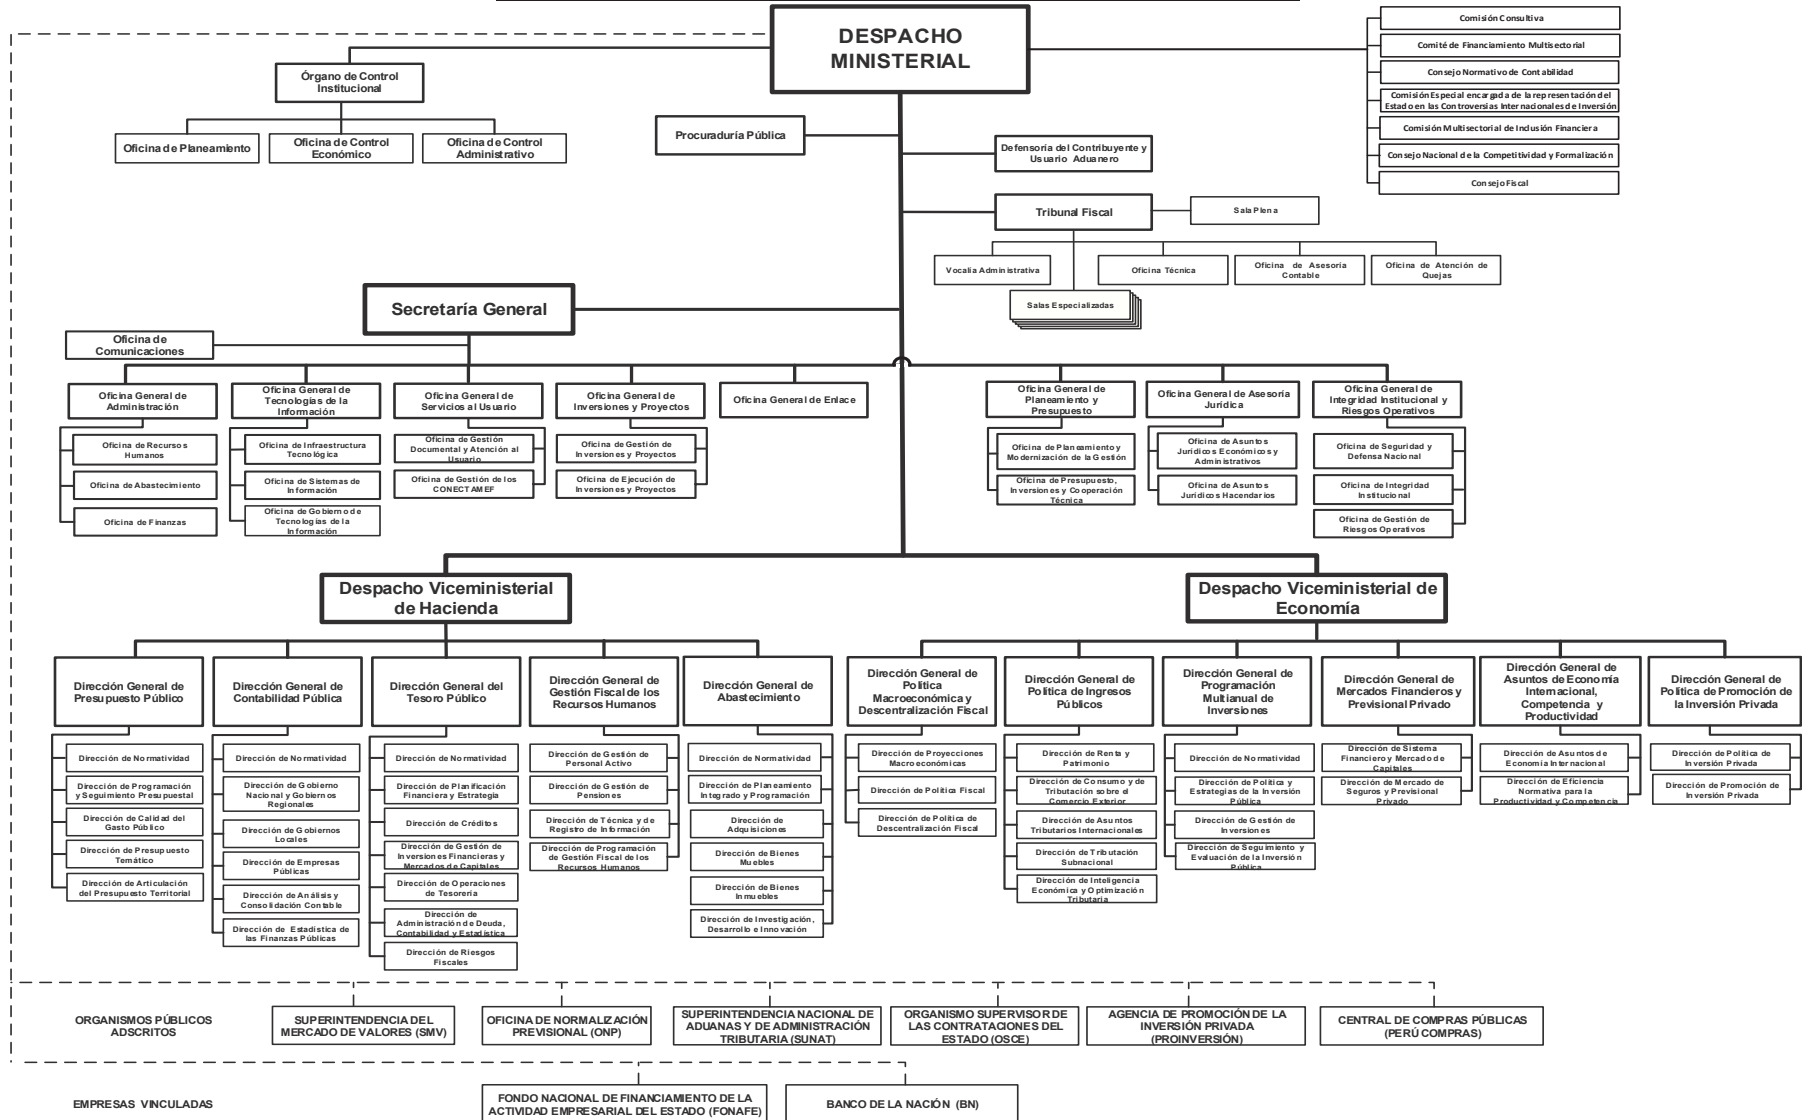 DESPACHO
MINISTERIAL
Comisión Consultiva
Comité de Financiamiento Multisectorial
Consejo Normativo de Contabilidad
Comisión Especial encargada de la representación del
Estado en las Controversias Internacionales de Inversión
Comisión Multisectorial de Inclusión Financiera
Consejo Nacional de la Competitividad y Formalización
Consejo Fiscal
Órgano de Control
Institucional
Oficina de Planeamiento
Oficina de Control
Económico
Oficina de Control
Administrativo
Procuraduría Pública
Defensoría del Contribuyente y
Usuario Aduanero
Tribunal Fiscal
Sala Plena
Vocalía Administrativa
Oficina Técnica
Oficina de Asesoría
Contable
Oficina de Atención de
Quejas
Salas Especializadas
Secretaría General
Oficina de
Comunicaciones
Oficina General de
Administración
Oficina de Recursos
Humanos
Oficina de Abastecimiento
Oficina de Finanzas
Oficina General de
Tecnologías de la
Información
Oficina de Infraestructura
Tecnológica
Oficina de Sistemas de
Información
Oficina de Gobierno de
Tecnologías de la
Información
Oficina General de
Servicios al Usuario
Oficina de Gestión
Documental y Atención al
Usuario
Oficina de Gestión de los
CONECTAMEF
Oficina General de
Inversiones y Proyectos
Oficina de Gestión de
Inversiones y Proyectos
Oficina de Ejecución de
Inversiones y Proyectos
Oficina General de Enlace
Oficina General de
Planeamiento y
Presupuesto
Oficina de Planeamiento y
Modernización de la Gestión
Oficina de Presupuesto,
Inversiones y Cooperación
Técnica
Oficina General de Asesoría
Jurídica
Oficina de Asuntos
Jurídicos Económicos y
Administrativos
Oficina de Asuntos
Jurídicos Hacendarios
Oficina General de
Integridad Institucional y
Riesgos Operativos
Oficina de Seguridad y
Defensa Nacional
Oficina de Integridad
Institucional
Oficina de Gestión de
Riesgos Operativos
Despacho Viceministerial
de Hacienda
Dirección General de
Presupuesto Público
Dirección de Normatividad
Dirección de Programación
y Seguimiento Presupuestal
Dirección de Calidad del
Gasto Público
Dirección de Presupuesto
Temático
Dirección de Articulación
del Presupuesto Territorial
Dirección General de
Contabilidad Pública
Dirección de Normatividad
Dirección de Gobierno
Nacional y Gobiernos
Regionales
Dirección de Gobiernos
Locales
Dirección de Empresas
Públicas
Dirección de Análisis y
Consolidación Contable
Dirección de Estadística de
las Finanzas Públicas
Dirección General del
Tesoro Público
Dirección de Normatividad
Dirección de Planificación
Financiera y Estrategia
Dirección de Créditos
Dirección de Gestión de
Inversiones Financieras y
Mercados de Capitales
Dirección de Operaciones
de Tesorería
Dirección de
Administración de Deuda,
Contabilidad y Estadística
Dirección de Riesgos
Fiscales
Dirección General de
Gestión Fiscal de los
Recursos Humanos
Dirección de Gestión de
Personal Activo
Dirección de Gestión de
Pensiones
Dirección de Técnica y de
Registro de Información
Dirección de Programación
de Gestión Fiscal de los
Recursos Humanos
Dirección General de
Abastecimiento
Dirección de Normatividad
Dirección de Planeamiento
Integrado y Programación
Dirección de
Adquisiciones
Dirección de Bienes
Muebles
Dirección de Bienes
Inmuebles
Dirección de Investigación,
Desarrollo e Innovación
Despacho Viceministerial de
Economía
Dirección General de
Política
Macroeconómica y
Descentralización Fiscal
Dirección de Proyecciones
Macroeconómicas
Dirección de Política Fiscal
Dirección de Política de
Descentralización Fiscal
Dirección General de
Política de Ingresos
Públicos
Dirección de Renta y
Patrimonio
Dirección de Consumo y de
Tributación sobre el
Comercio Exterior
Dirección de Asuntos
Tributarios Internacionales
Dirección de Tributación
Subnacional
Dirección de Inteligencia
Económica y Optimización
Tributaria
Dirección General de
Programación
Multianual de
Inversiones
Dirección de Normatividad
Dirección de Política y
Estrategias de la Inversión
Pública
Dirección de Gestión de
Inversiones
Dirección de Seguimiento y
Evaluación de la Inversión
Pública
Dirección General de
Mercados Financieros y
Previsional Privado
Dirección de Sistema
Financiero y Mercado de
Capitales
Dirección de Mercado de
Seguros y Previsional
Privado
Dirección General de
Asuntos de Economía
Internacional,
Competencia y
Productividad
Dirección de Asuntos de
Economía Internacional
Dirección de Eficiencia
Normativa para la
Productividad y Competencia
Dirección General de
Política de Promoción de
la Inversión Privada
Dirección de Política de
Inversión Privada
Dirección de Promoción de
Inversión Privada
ORGANISMOS PÚBLICOS
ADSCRITOS
SUPERINTENDENCIA DEL
MERCADO DE VALORES (SMV)
OFICINA DE NORMALIZACIÓN
PREVISIONAL (ONP)
SUPERINTENDENCIA NACIONAL DE
ADUANAS Y DE ADMINISTRACIÓN
TRIBUTARIA (SUNAT)
ORGANISMO SUPERVISOR DE
LAS CONTRATACIONES DEL
ESTADO (OSCE)
AGENCIA DE PROMOCIÓN DE LA
INVERSIÓN PRIVADA
(PROINVERSIÓN)
CENTRAL DE COMPRAS PÚBLICAS
(PERÚ COMPRAS)
EMPRESAS VINCULADAS
FONDO NACIONAL DE FINANCIAMIENTO DE LA
ACTIVIDAD EMPRESARIAL DEL ESTADO (FONAFE)
BANCO DE LA NACIÓN (BN)